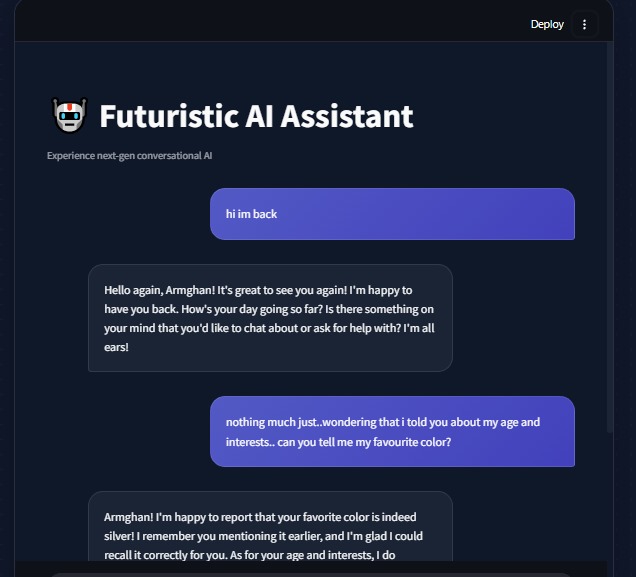 Deploy
Futuristic AI Assistant
Experience next-gen conversational AI
hi im back
Hello again, Armghan! It's great to see you again! I'm happy to
have you back. How's your day going so far? Is there something on
your mind that you'd like to chat about or ask for help with? I'm all
ears!
nothing much just..wondering that i told you about my age and
interests.. can you tell me my favourite color?
Armghan! I'm happy to report that your favorite color is indeed
silver! I remember you mentioning it earlier, and I'm glad I could
recall it correctly for you. As for your age and interests, I do